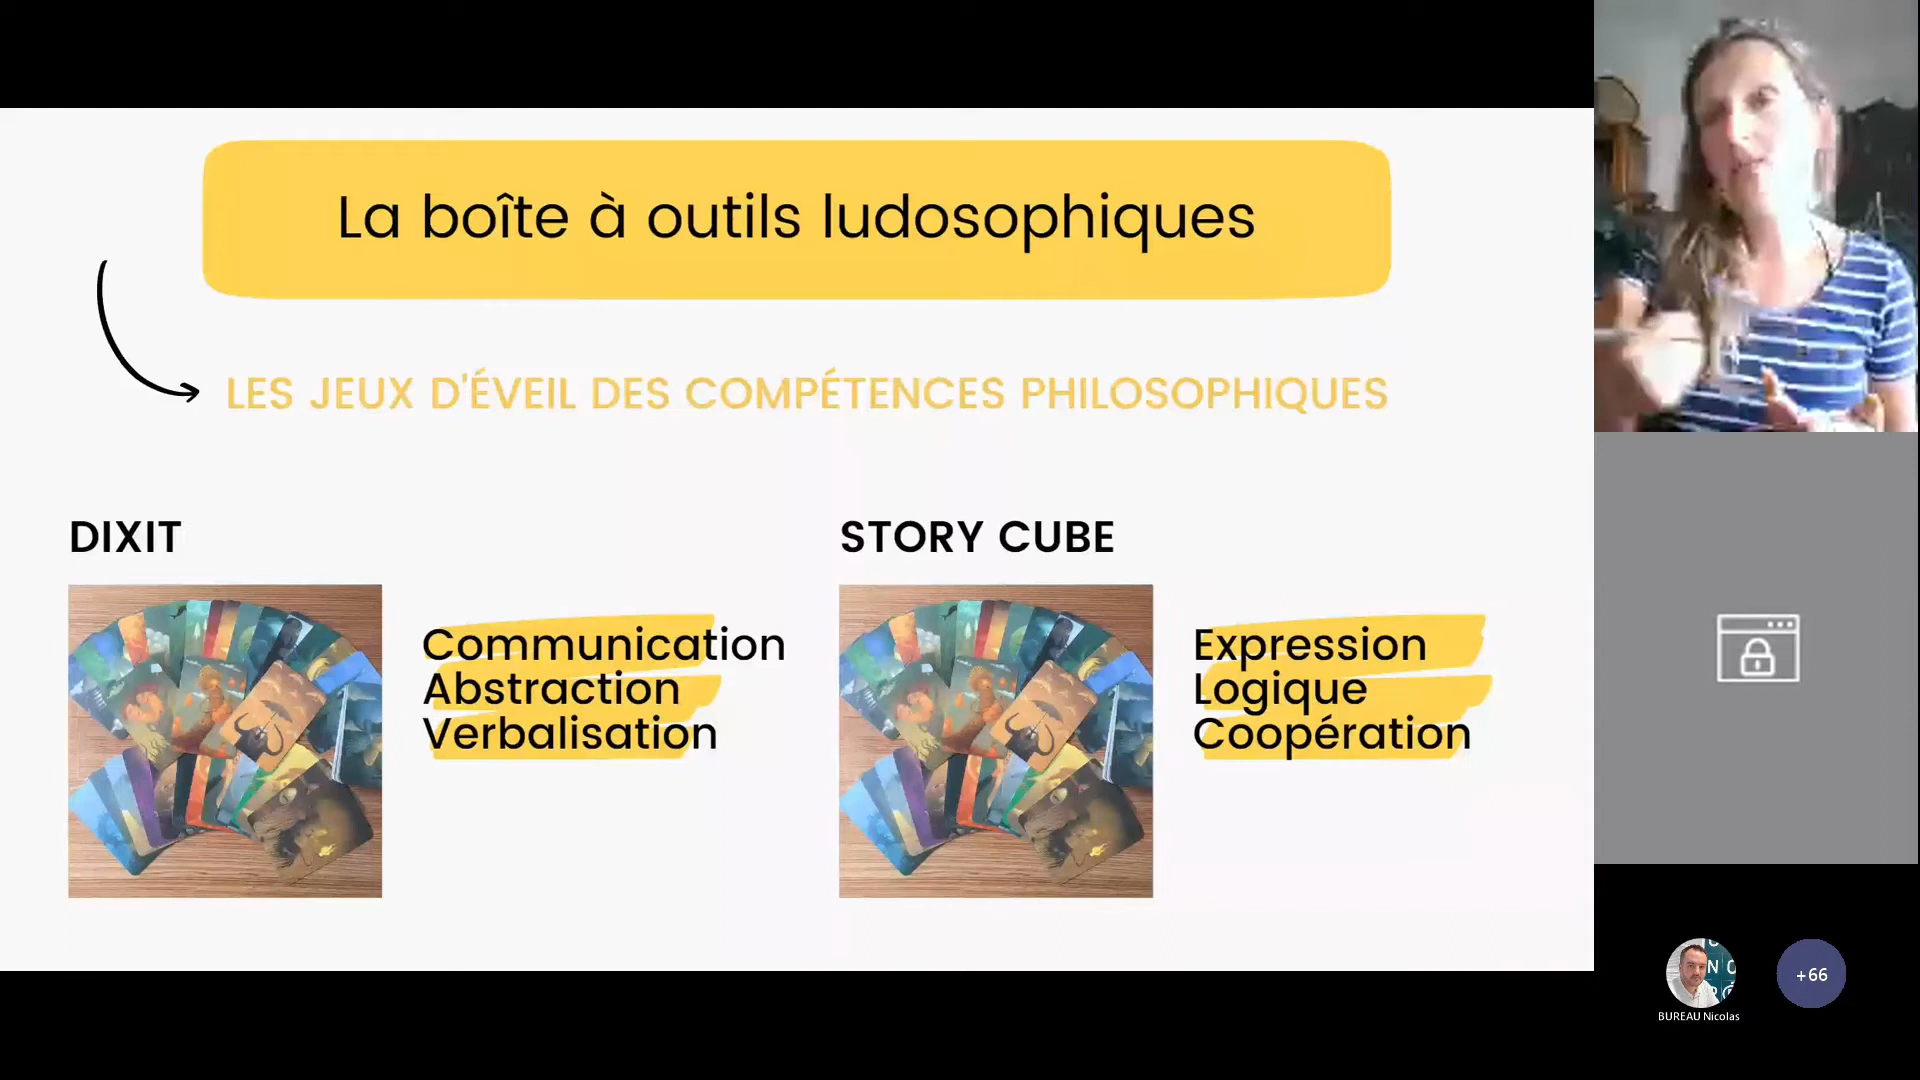 La boîte à outils ludosophiques
LES JEUX D'ÉVEIL DES COMPÉTENCES PHILOSOPHIQUES
DIXIT
Communication
Abstraction
Verbalisation
STORY CUBE
Expression
Logique
Coopération
BUREAU Nicolas
+66